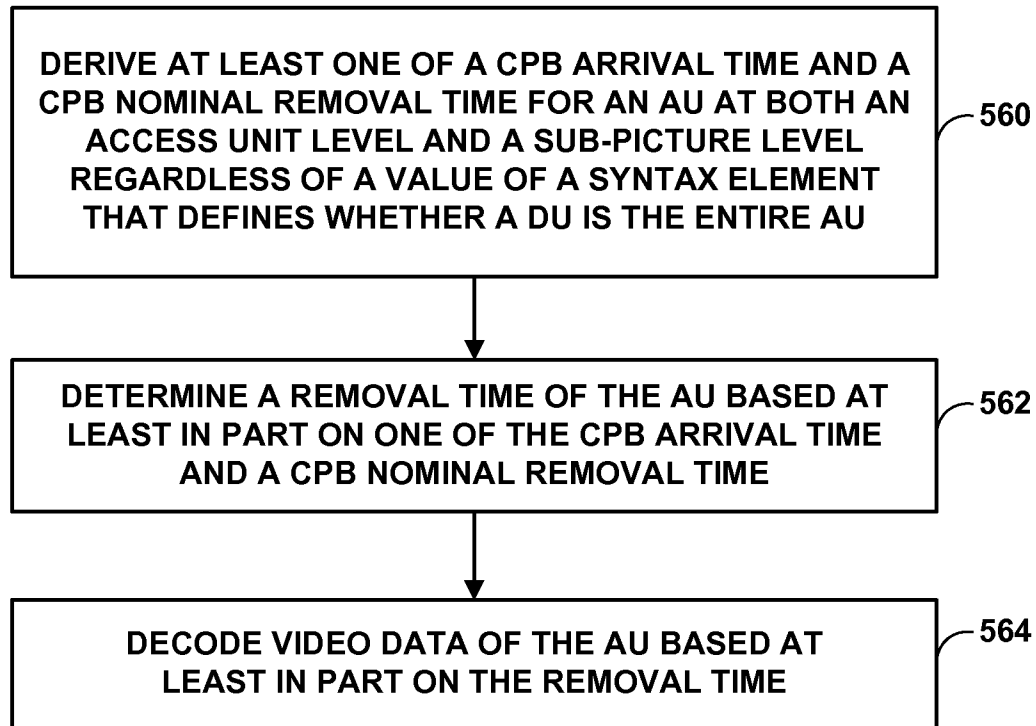 DERIVE AT LEAST ONE OF A CPB ARRIVAL TIME AND A
CPB NOMINAL REMOVAL TIME FOR AN AU AT BOTH AN
ACCESS UNIT LEVEL AND A SUB-PICTURE LEVEL
REGARDLESS OF A VALUE OF A SYNTAX ELEMENT
THAT DEFINES WHETHER A DU IS THE ENTIRE AU
560
DETERMINE A REMOVAL TIME OF THE AU BASED AT
LEAST IN PART ON ONE OF THE CPB ARRIVAL TIME
AND A CPB NOMINAL REMOVAL TIME
562
DECODE VIDEO DATA OF THE AU BASED AT
LEAST IN PART ON THE REMOVAL TIME
564